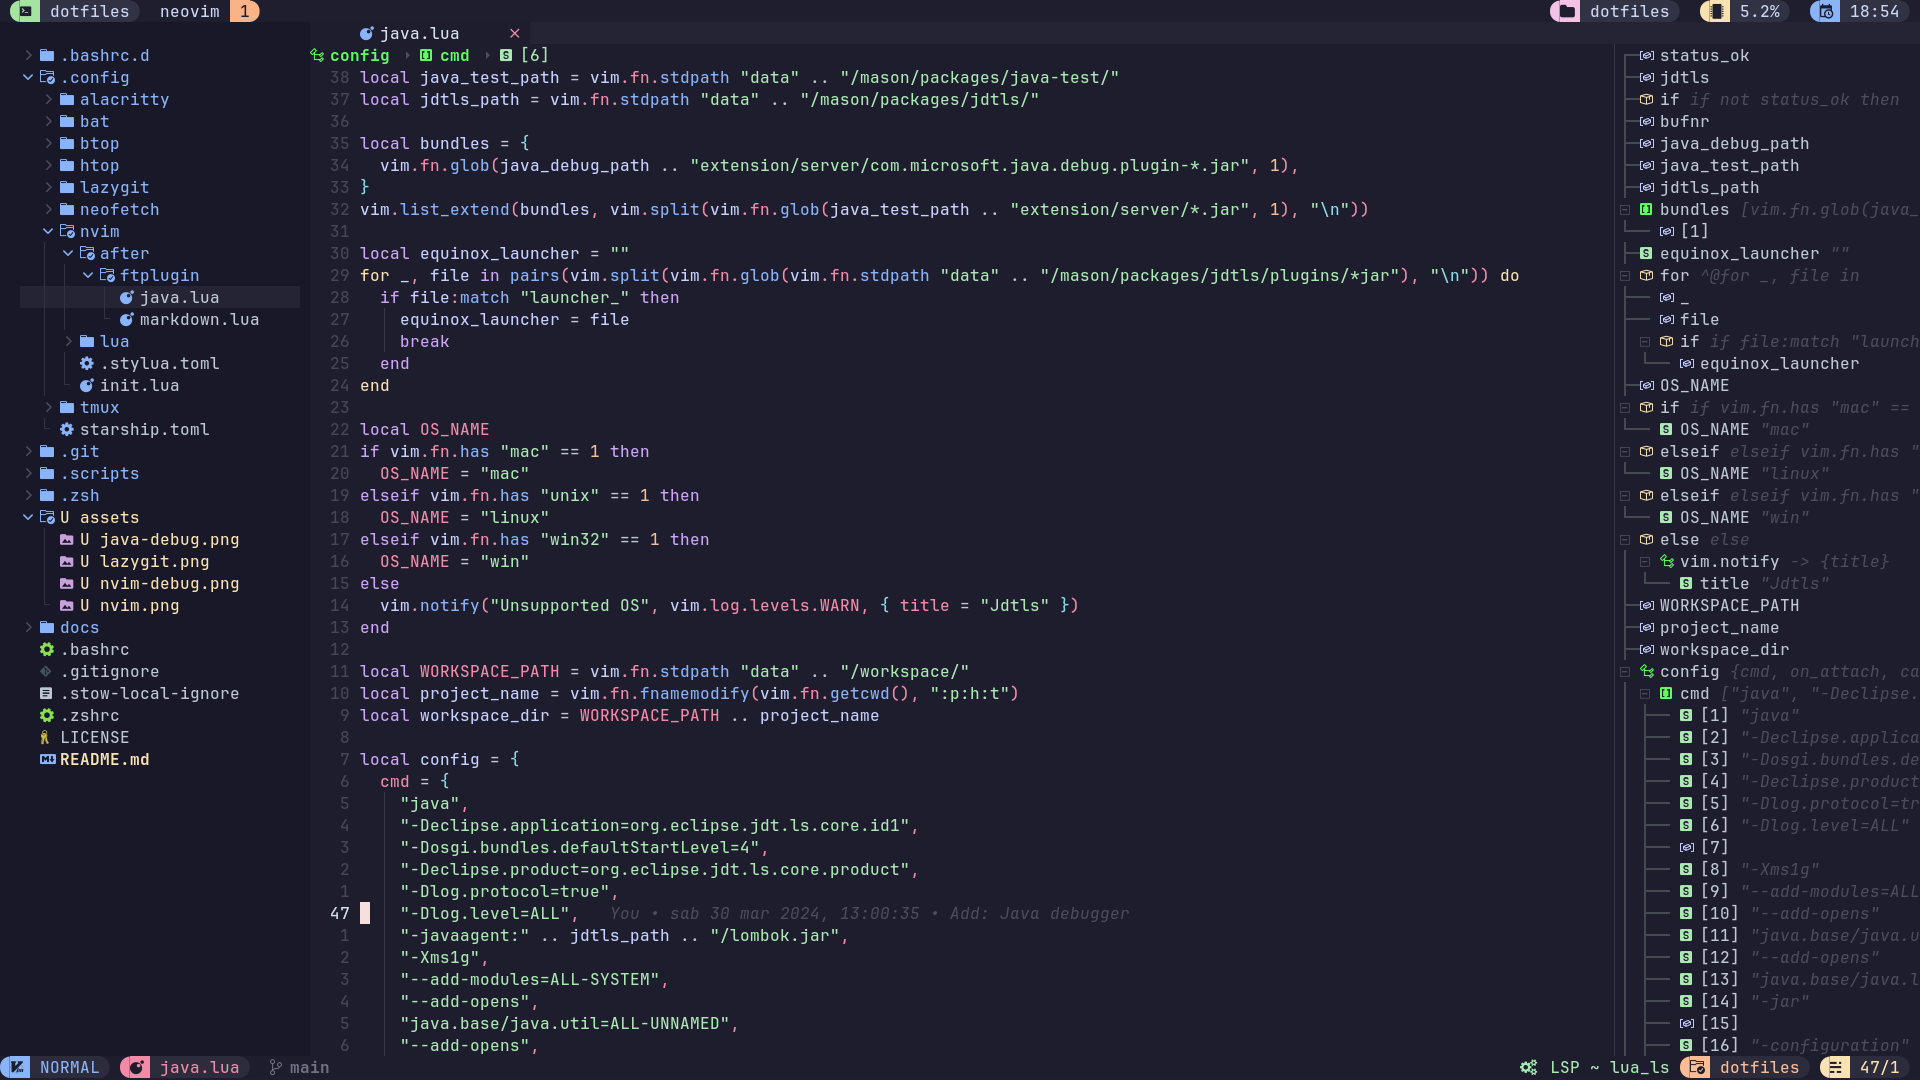 dotfiles neovim 1 dotfiles 5.2% 18:54
java.lua ✕
.bashrc.d
.config
alacritty
bat
btop
htop
lazygit
neofetch
nvim
after
ftplugin
java.lua
markdown.lua
lua
.stylua.toml
init.lua
tmux
starship.toml
.git
.scripts
.zsh
U assets
U java-debug.png
U lazygit.png
U nvim-debug.png
U nvim.png
docs
.bashrc
.gitignore
.stow-local-ignore
.zshrc
LICENSE
README.md
config › cmd › [6]
38 local java_test_path = vim.fn.stdpath "data" .. "/mason/packages/java-test/"
37 local jdtls_path = vim.fn.stdpath "data" .. "/mason/packages/jdtls/"
36
35 local bundles = {
34 vim.fn.glob(java_debug_path .. "extension/server/com.microsoft.java.debug.plugin-*.jar", 1),
33 }
32 vim.list_extend(bundles, vim.split(vim.fn.glob(java_test_path .. "extension/server/*.jar", 1), "\n"))
31
30 local equinox_launcher = ""
29 for _, file in pairs(vim.split(vim.fn.glob(vim.fn.stdpath "data" .. "/mason/packages/jdtls/plugins/*jar"), "\n")) do
28 if file:match "launcher_" then
27 equinox_launcher = file
26 break
25 end
24 end
23
22 local OS_NAME
21 if vim.fn.has "mac" == 1 then
20 OS_NAME = "mac"
19 elseif vim.fn.has "unix" == 1 then
18 OS_NAME = "linux"
17 elseif vim.fn.has "win32" == 1 then
16 OS_NAME = "win"
15 else
14 vim.notify("Unsupported OS", vim.log.levels.WARN, { title = "Jdtls" })
13 end
12
11 local WORKSPACE_PATH = vim.fn.stdpath "data" .. "/workspace/"
10 local project_name = vim.fn.fnamemodify(vim.fn.getcwd(), ":p:h:t")
9 local workspace_dir = WORKSPACE_PATH .. project_name
8
7 local config = {
6 cmd = {
5 "java",
4 "-Declipse.application=org.eclipse.jdt.ls.core.id1",
3 "-Dosgi.bundles.defaultStartLevel=4",
2 "-Declipse.product=org.eclipse.jdt.ls.core.product",
1 "-Dlog.protocol=true",
47 "-Dlog.level=ALL", You • sab 30 mar 2024, 13:00:35 • Add: Java debugger
1 "-javaagent:" .. jdtls_path .. "/lombok.jar",
2 "-Xms1g",
3 "--add-modules=ALL-SYSTEM",
4 "--add-opens",
5 "java.base/java.util=ALL-UNNAMED",
6 "--add-opens",
status_ok
jdtls
if if not status_ok then
bufnr
java_debug_path
java_test_path
jdtls_path
bundles [vim.fn.glob(java_
[1]
equinox_launcher ""
for ^@for _, file in
_
file
if if file:match "launch
equinox_launcher
OS_NAME
if if vim.fn.has "mac" ==
S OS_NAME "mac"
elseif elseif vim.fn.has "
S OS_NAME "linux"
elseif elseif vim.fn.has "
S OS_NAME "win"
else else
vim.notify -> {title}
S title "Jdtls"
WORKSPACE_PATH
project_name
workspace_dir
config {cmd, on_attach, ca
cmd ["java", "-Declipse.
S [1] "java"
S [2] "-Declipse.applica
S [3] "-Dosgi.bundles.de
S [4] "-Declipse.product
S [5] "-Dlog.protocol=tr
S [6] "-Dlog.level=ALL"
[7]
S [8] "-Xms1g"
S [9] "--add-modules=ALL
S [10] "--add-opens"
S [11] "java.base/java.u
S [12] "--add-opens"
S [13] "java.base/java.l
S [14] "-jar"
[15]
S [16] "-configuration"
NORMAL java.lua main LSP ~ lua_ls dotfiles 47/1